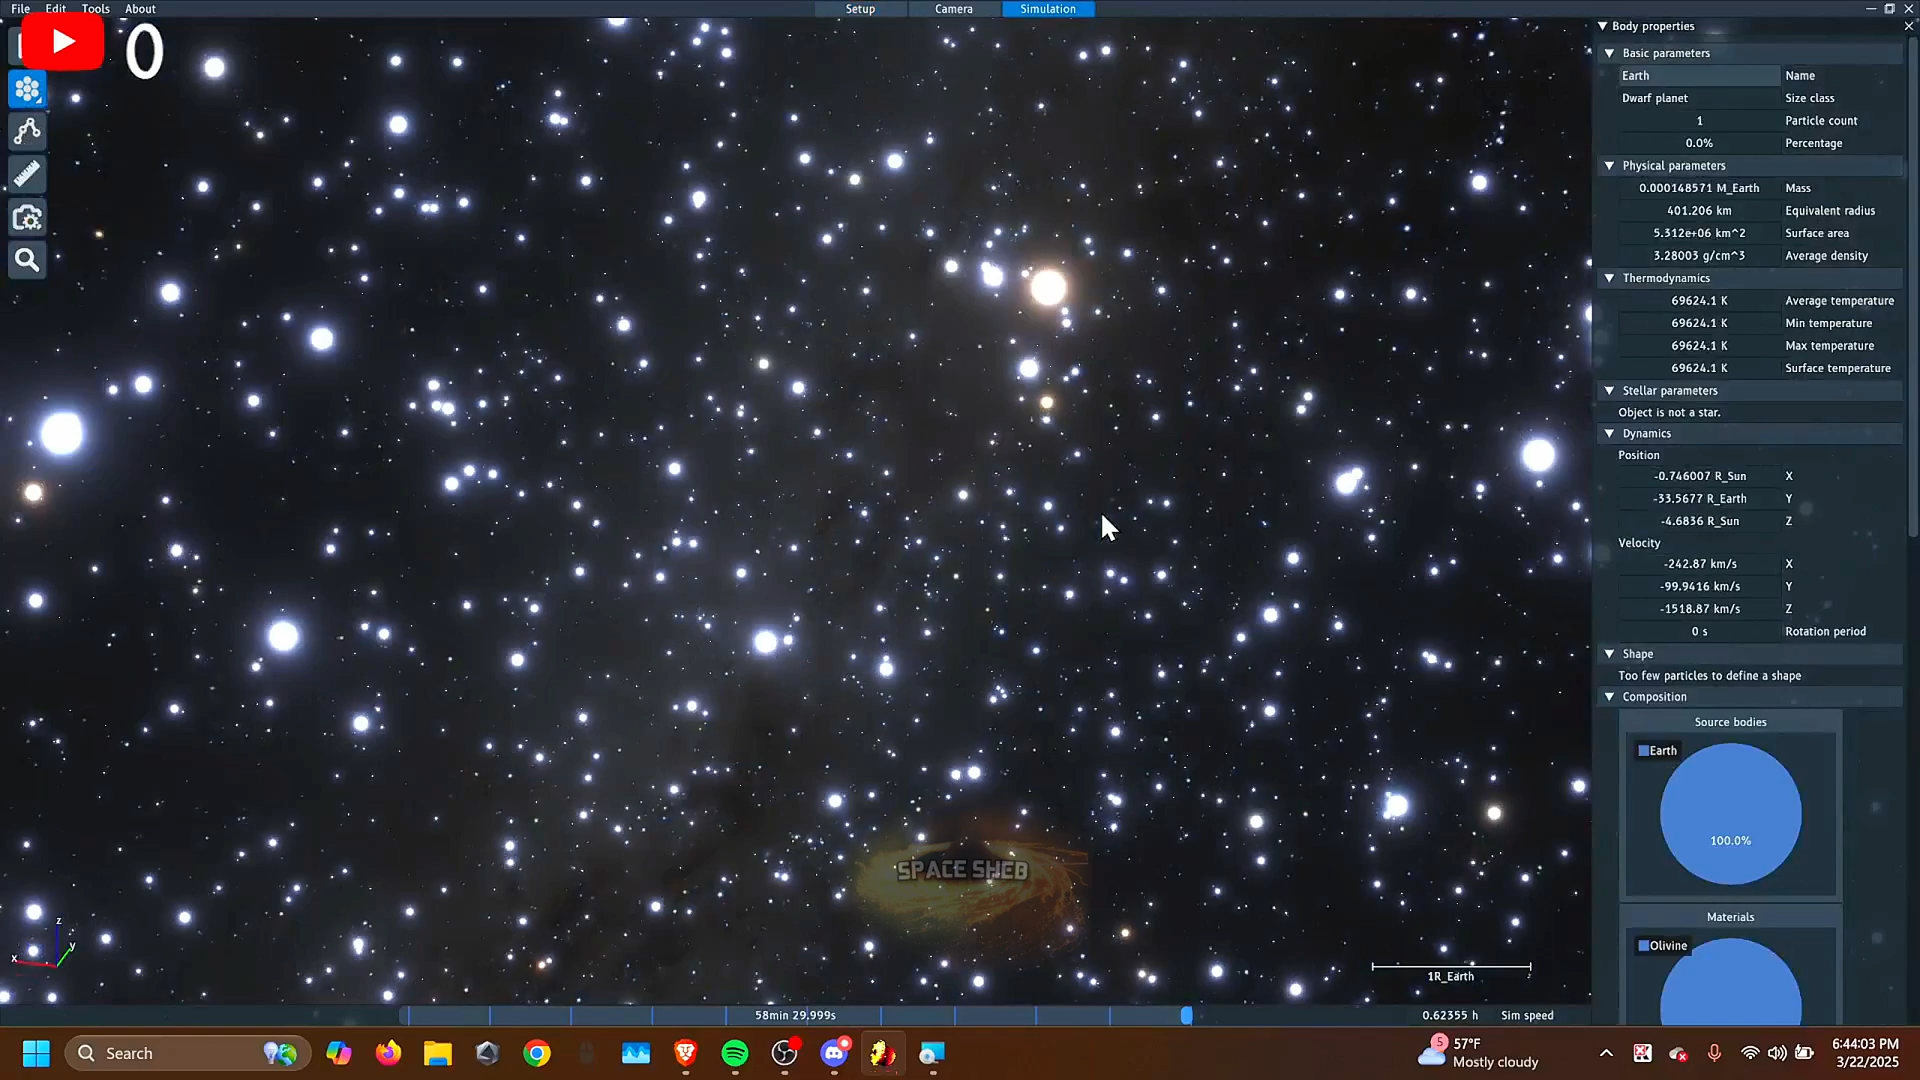 File Edit Tools About
Setup Camera Simulation
0
Body properties
Basic parameters
Earth Name
Dwarf planet Size class
1 Particle count
0.0% Percentage
Physical parameters
0.000148571 M_Earth Mass
401.206 km Equivalent radius
5.312e+06 km^2 Surface area
3.28003 g/cm^3 Average density
Thermodynamics
69624.1 K Average temperature
69624.1 K Min temperature
69624.1 K Max temperature
69624.1 K Surface temperature
Stellar parameters
Object is not a star.
Dynamics
Position
-0.746007 R_Sun X
-33.5677 R_Earth Y
-4.6836 R_Sun Z
Velocity
-242.87 km/s X
-99.9416 km/s Y
-1518.87 km/s Z
0 s Rotation period
Shape
Too few particles to define a shape
Composition
Source bodies
Earth
100.0%
Materials
Olivine
SPACE SHEB
z
y
x
1R_Earth
58min 29.999s
0.62355 h Sim speed
Search
5
57°F
Mostly cloudy
6:44:03 PM
3/22/2025